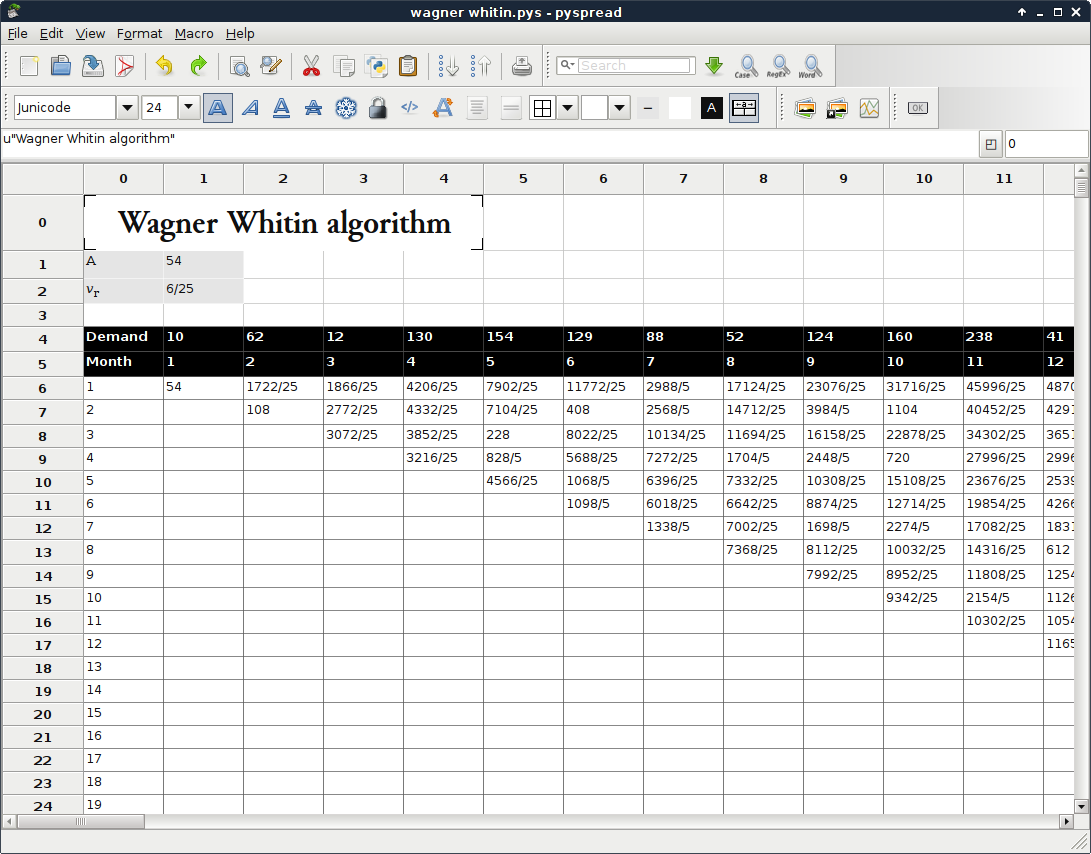 wagner whitin.pys - pyspread
File Edit View Format Macro Help
Search Case RegEx Word
Junicode 24 A A A A </> A A OK
u"Wagner Whitin algorithm" 0
0 1 2 3 4 5 6 7 8 9 10 11
0 Wagner Whitin algorithm
1 A 54
2 vr 6/25
3
4 Demand 10 62 12 130 154 129 88 52 124 160 238 41
5 Month 1 2 3 4 5 6 7 8 9 10 11 12
6 1 54 1722/25 1866/25 4206/25 7902/25 11772/25 2988/5 17124/25 23076/25 31716/25 45996/25
7 2 108 2772/25 4332/25 7104/25 408 2568/5 14712/25 3984/5 1104 40452/25
8 3 3072/25 3852/25 228 8022/25 10134/25 11694/25 16158/25 22878/25 34302/25
9 4 3216/25 828/5 5688/25 7272/25 1704/5 2448/5 720 27996/25
10 5 4566/25 1068/5 6396/25 7332/25 10308/25 15108/25 23676/25
11 6 1098/5 6018/25 6642/25 8874/25 12714/25 19854/25
12 7 1338/5 7002/25 1698/5 2274/5 17082/25
13 8 7368/25 8112/25 10032/25 14316/25 612
14 9 7992/25 8952/25 11808/25
15 10 9342/25 2154/5
16 11 10302/25
17 12
18 13
19 14
20 15
21 16
22 17
23 18
24 19